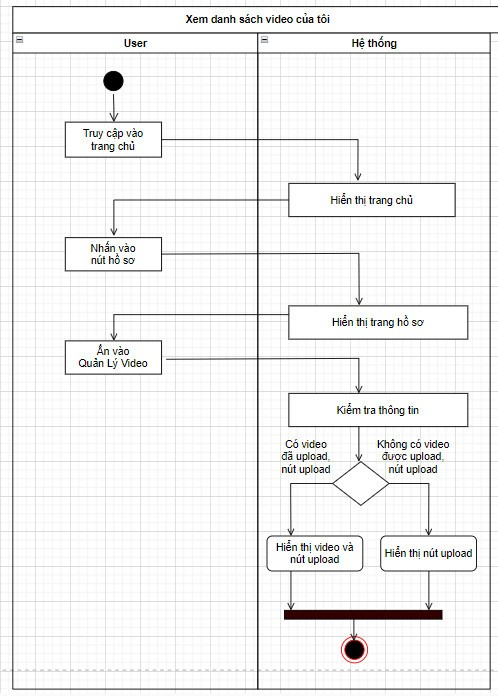 Xem danh sách video của tôi
User
Hệ thống
Truy cập vào
trang chủ
Hiển thị trang chủ
Nhấn vào
nút hồ sơ
Hiển thị trang hồ sơ
Ấn vào
Quản Lý Video
Kiểm tra thông tin
Có video
đã upload,
nút upload
Không có video
được upload,
nút upload
Hiển thị video và
nút upload
Hiển thị nút upload